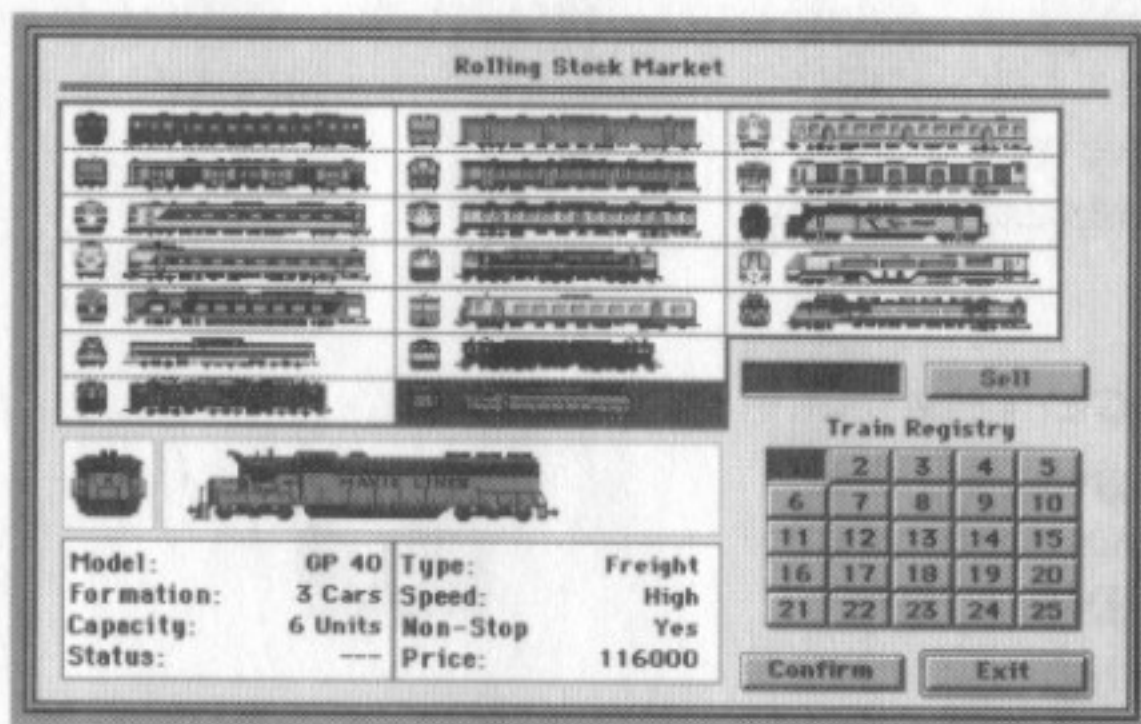 Rolling Stock Market
Sell
Train Registry
2 3 4 5
6 7 8 9 10
11 12 13 14 15
16 17 18 19 20
21 22 23 24 25
Model: GP 40
Formation: 3 Cars
Capacity: 6 Units
Status: ---
Type: Freight
Speed: High
Non-Stop Yes
Price: 116000
Confirm
Exit